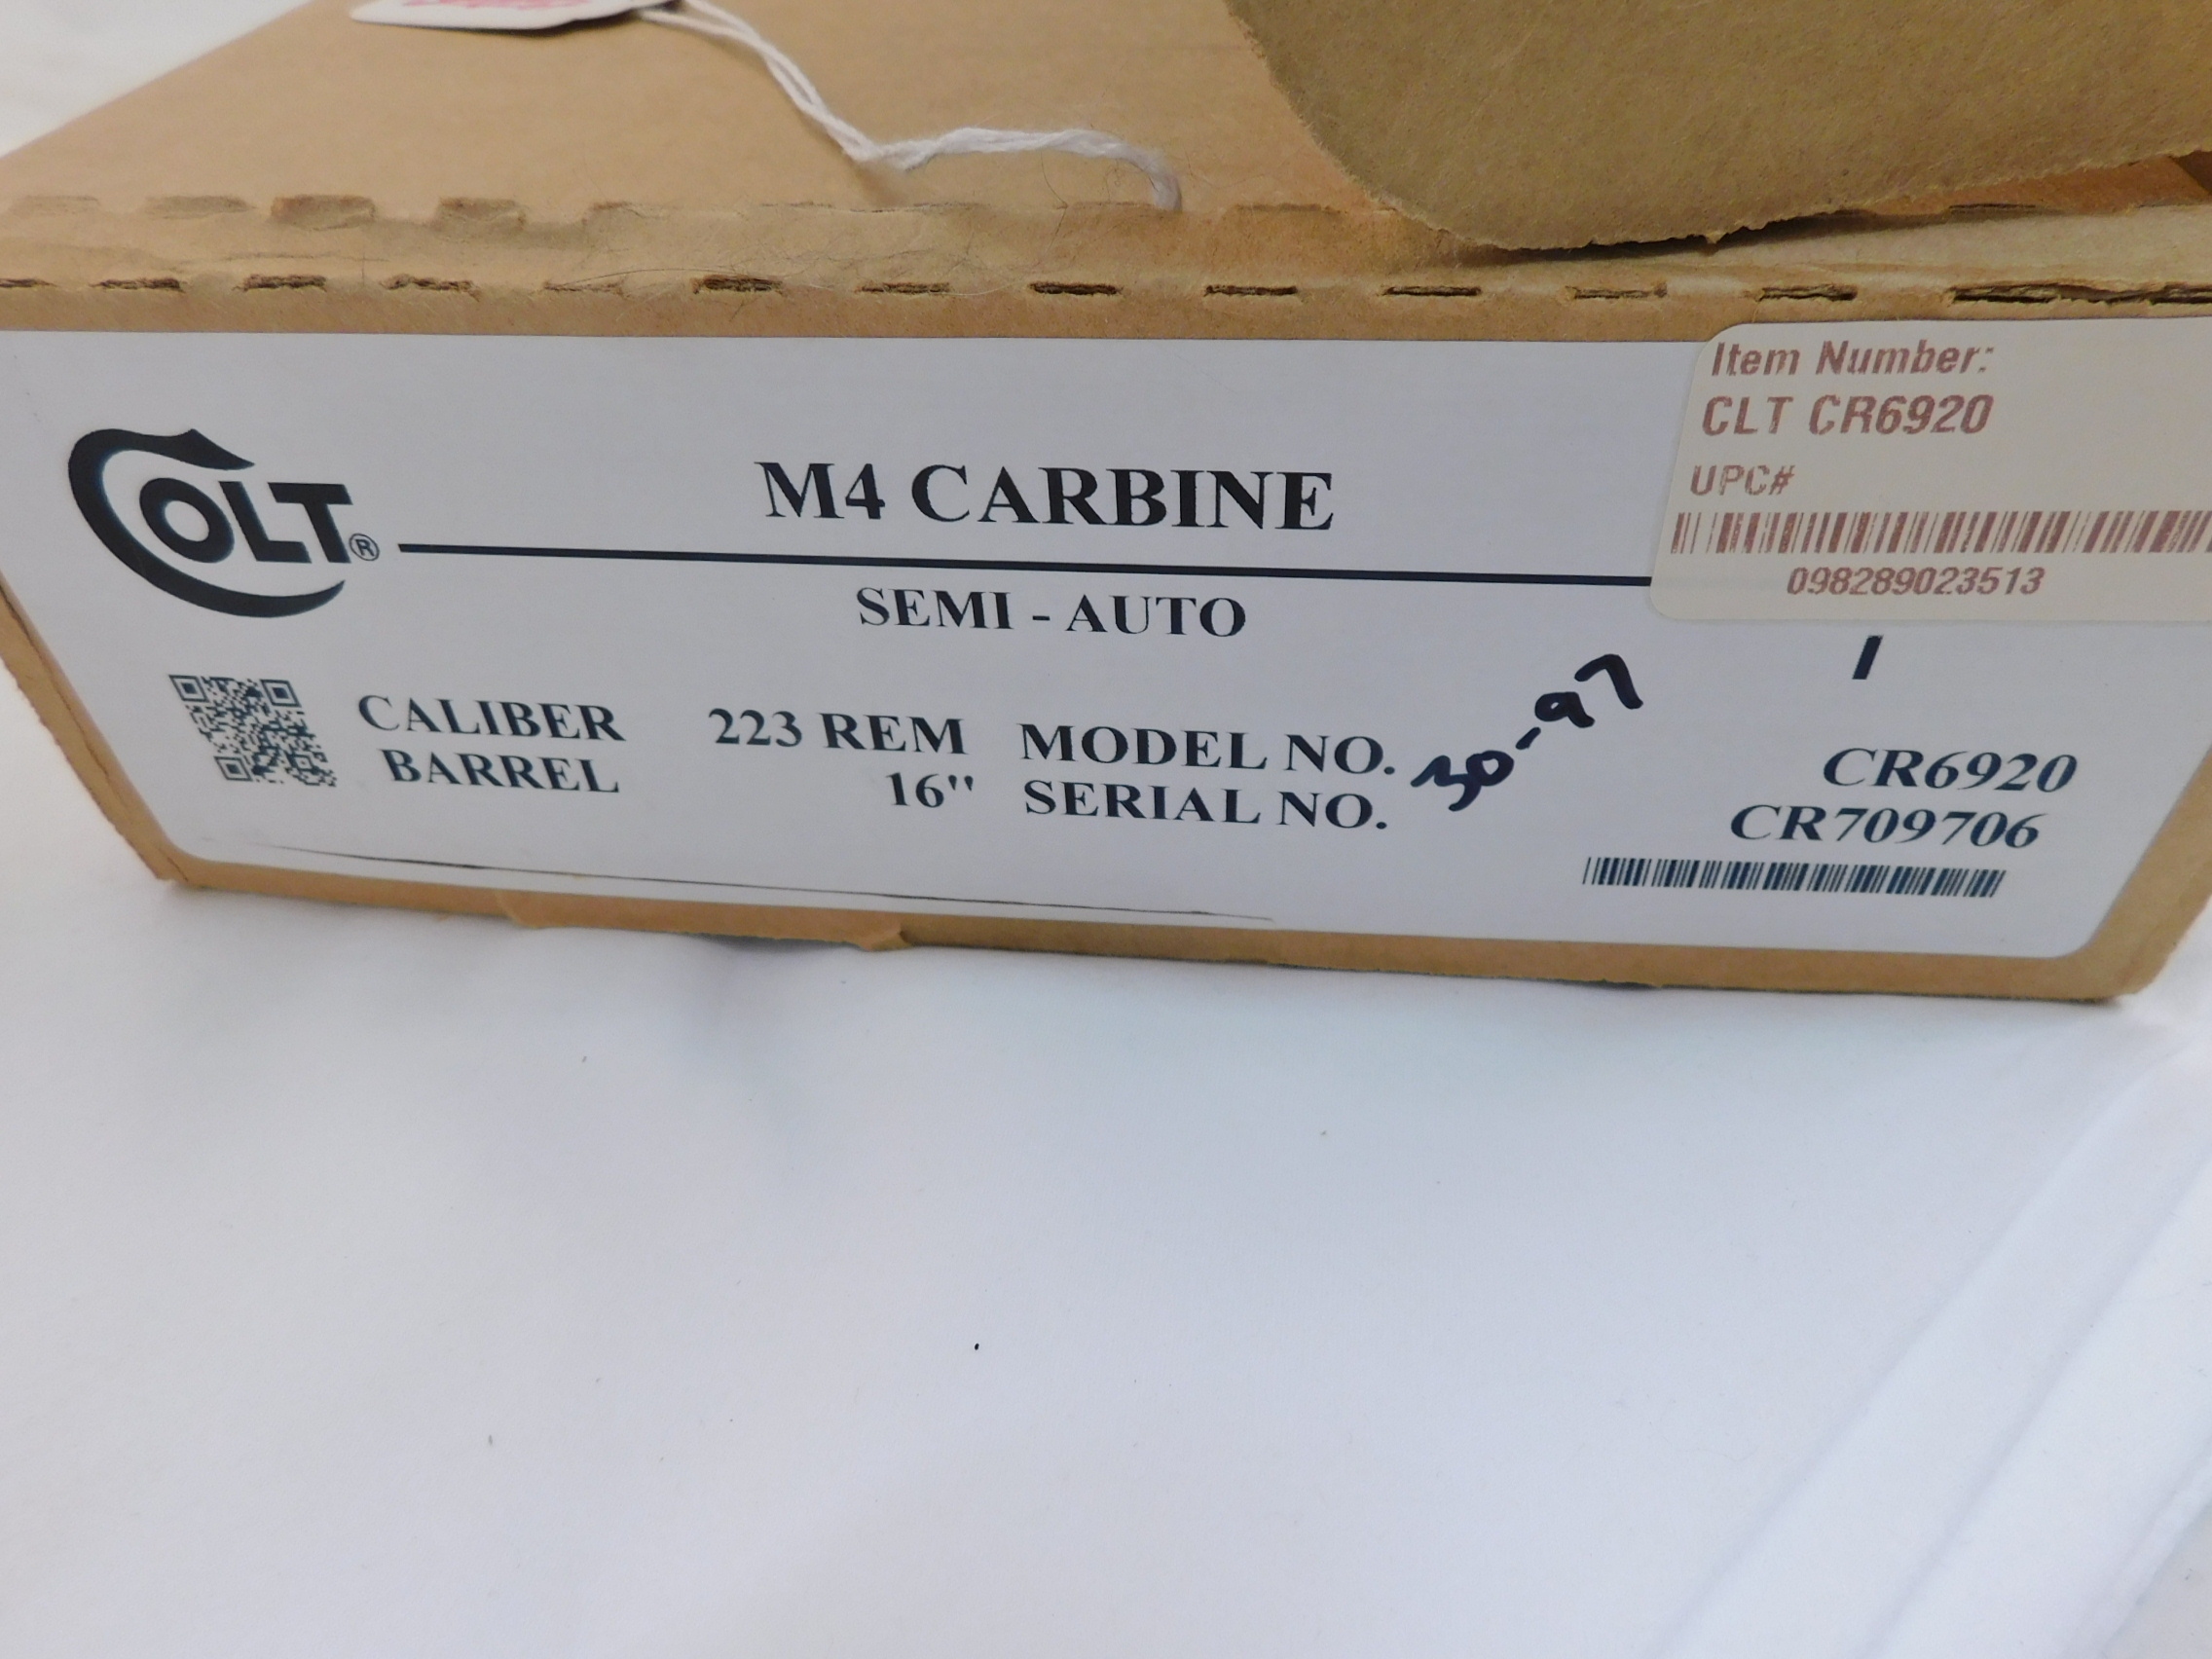 Item Number:
CLT CR6920
UPC#
098289023513
COLT®
M4 CARBINE
SEMI - AUTO
30-97
CALIBER 223 REM MODEL NO. CR6920
BARREL 16" SERIAL NO. CR709706